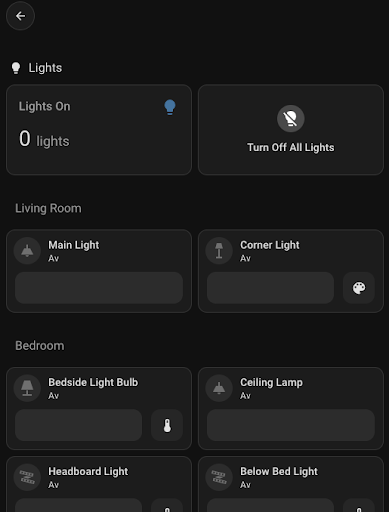 Lights
Lights On
0 lights
Turn Off All Lights
Living Room
Main Light
Av
Corner Light
Av
Bedroom
Bedside Light Bulb
Av
Ceiling Lamp
Av
Headboard Light
Av
Below Bed Light
Av